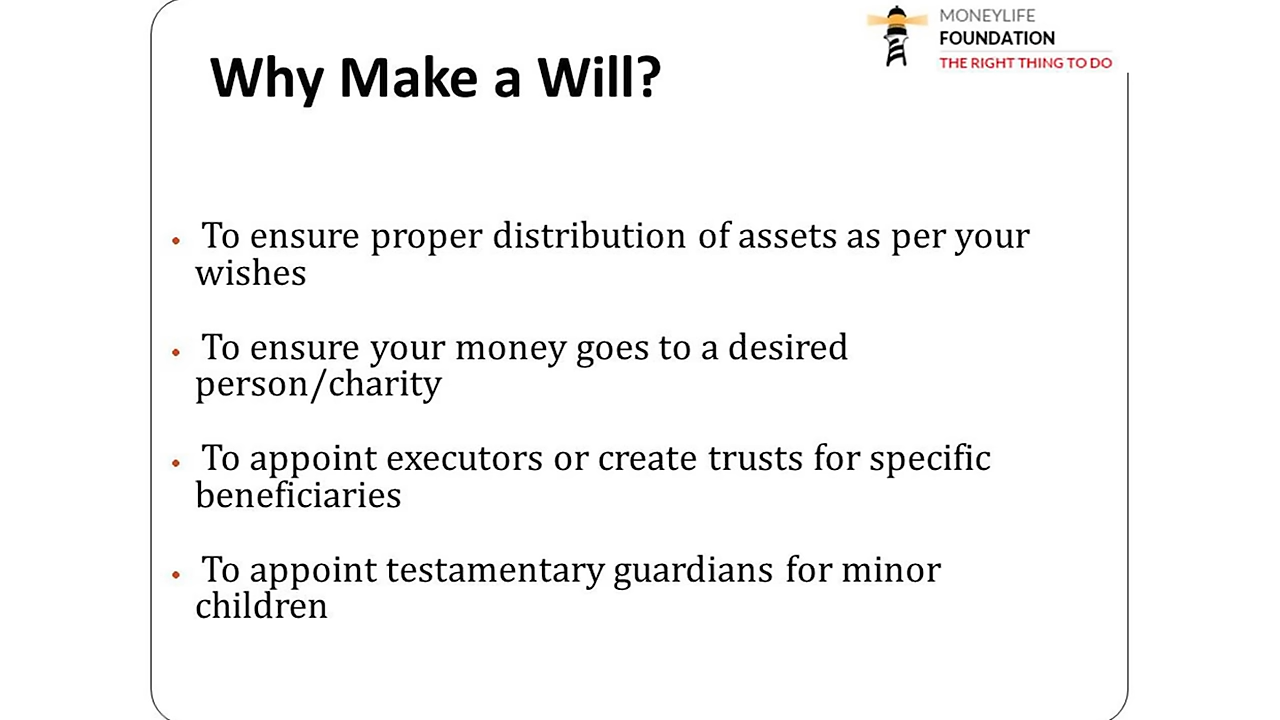 MONEYLIFE
FOUNDATION
THE RIGHT THING TO DO
Why Make a Will?
• To ensure proper distribution of assets as per your
wishes
• To ensure your money goes to a desired
person/charity
• To appoint executors or create trusts for specific
beneficiaries
• To appoint testamentary guardians for minor
children